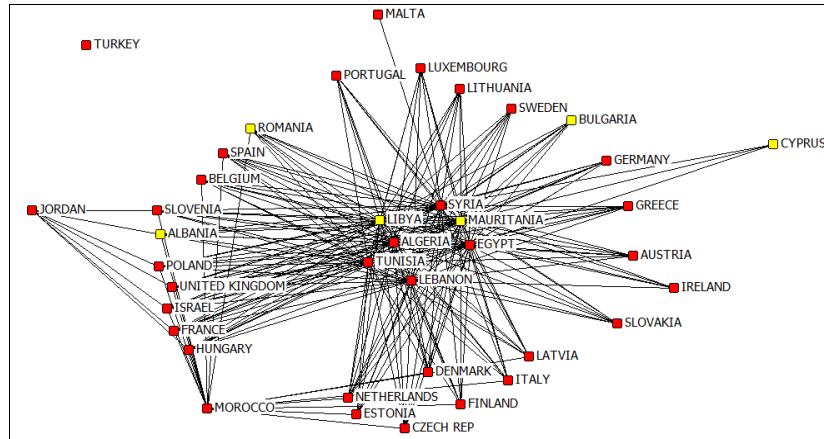 MALTA
TURKEY
PORTUGAL
LUXEMBOURG
LITHUANIA
SWEDEN
BULGARIA
ROMANIA
CYPRUS
SPAIN
GERMANY
BELGIUM
JORDAN
SLOVENIA
SYRIA
GREECE
LIBYA
MAURITANIA
ALBANIA
ALGERIA
EGYPT
AUSTRIA
POLAND
TUNISIA
UNITED KINGDOM
LEBANON
IRELAND
ISRAEL
SLOVAKIA
FRANCE
HUNGARY
LATVIA
DENMARK
ITALY
NETHERLANDS
FINLAND
MOROCCO
ESTONIA
CZECH REP